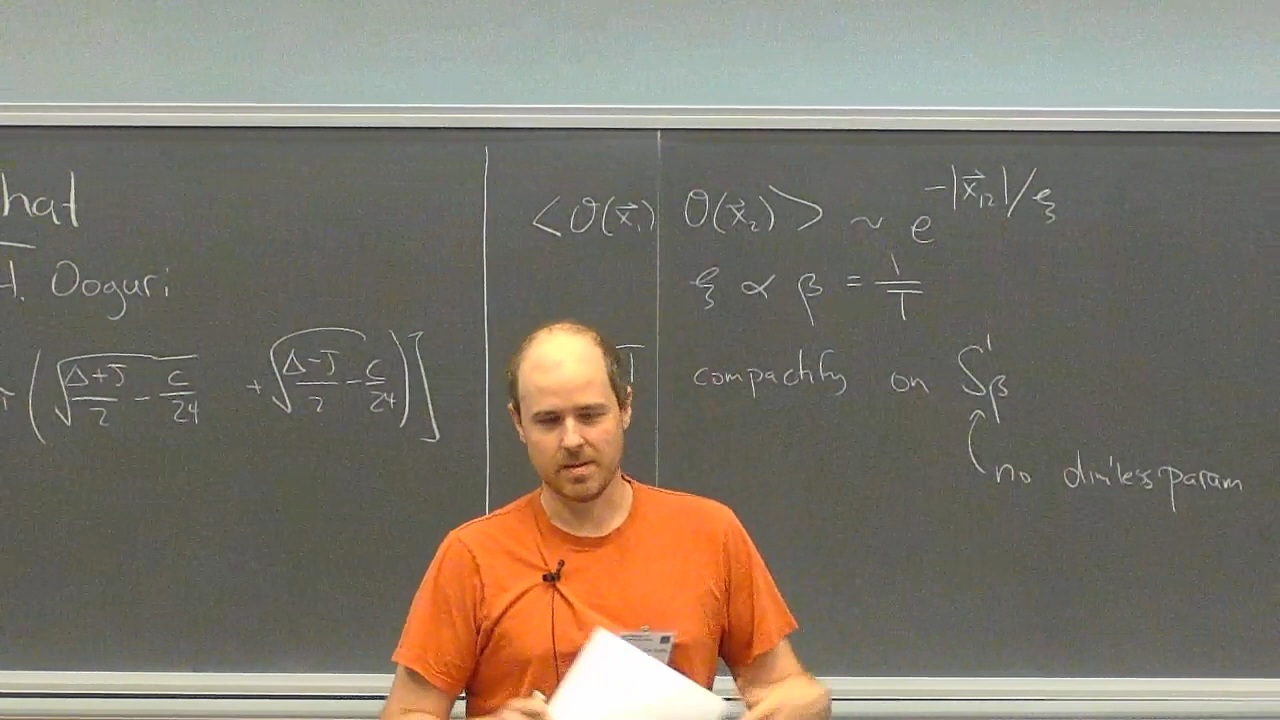 hat
H. Ooguri
(√(Δ+J)/2 - c/24 + √(Δ-J)/2 - c/24)]
<O(x⃗₁) O(x⃗₂)> ~ e^(-|x⃗₁₂|/ξ)
ξ ∝ β = 1/T
T compactify on S¹_β
no dim'less param